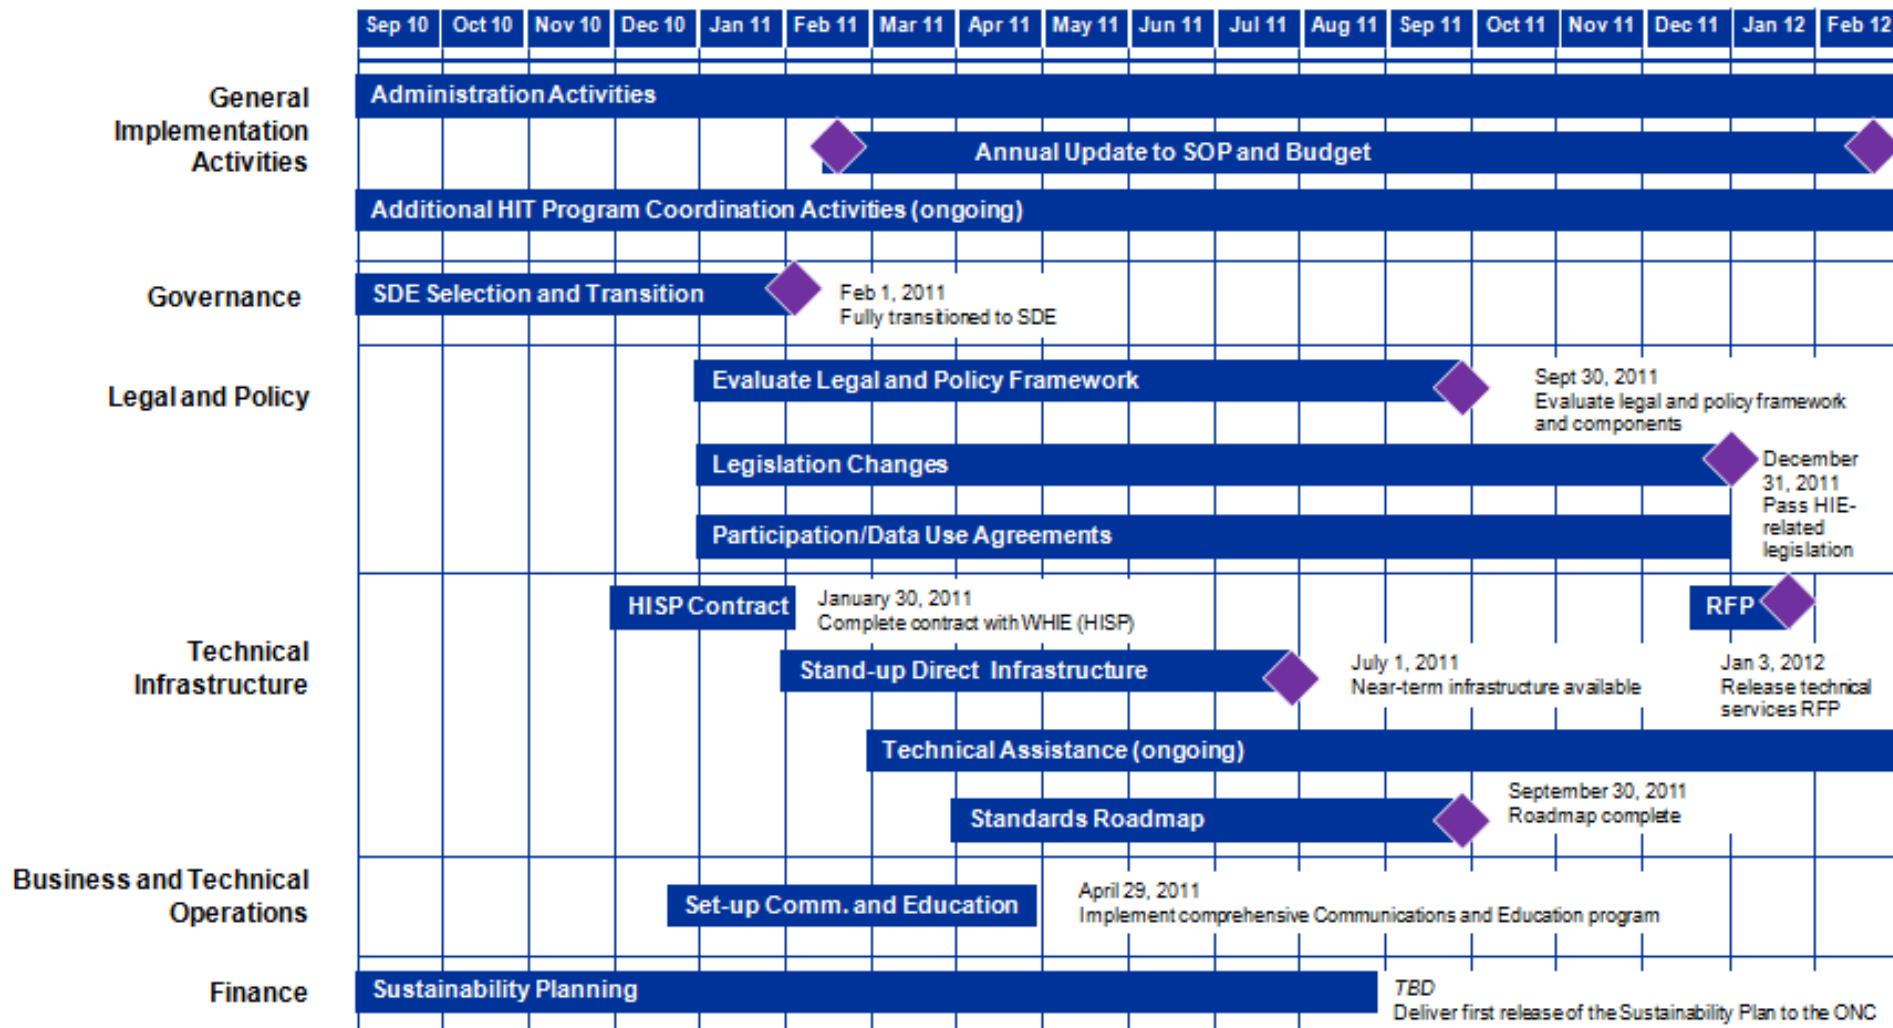 Sep 10 Oct 10 Nov 10 Dec 10 Jan 11 Feb 11 Mar 11 Apr 11 May 11 Jun 11 Jul 11 Aug 11 Sep 11 Oct 11 Nov 11 Dec 11 Jan 12 Feb 12
General
Implementation
Activities
Administration Activities
Annual Update to SOP and Budget
Additional HIT Program Coordination Activities (ongoing)
Governance
SDE Selection and Transition
Feb 1, 2011
Fully transitioned to SDE
Legal and Policy
Evaluate Legal and Policy Framework
Sept 30, 2011
Evaluate legal and policy framework
and components
Legislation Changes
December
31, 2011
Pass HIE-
related
legislation
Participation/Data Use Agreements
Technical
Infrastructure
HISP Contract
January 30, 2011
Complete contract with WHIE (HISP)
RFP
Jan 3, 2012
Release technical
services RFP
Stand-up Direct Infrastructure
July 1, 2011
Near-term infrastructure available
Technical Assistance (ongoing)
Standards Roadmap
September 30, 2011
Roadmap complete
Business and Technical
Operations
Set-up Comm. and Education
April 29, 2011
Implement comprehensive Communications and Education program
Finance
Sustainability Planning
TBD
Deliver first release of the Sustainability Plan to the ONC